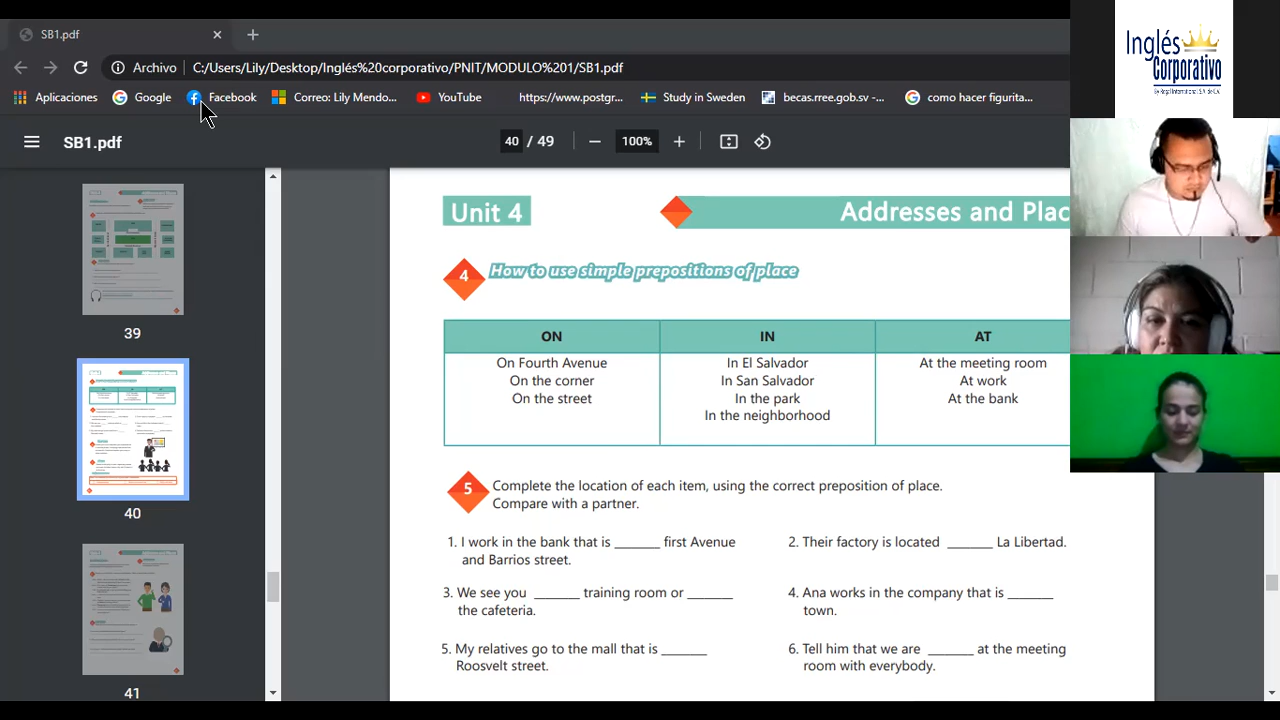 SB1.pdf
Archivo C:/Users/Lily/Desktop/Inglés%20corporativo/PNIT/MODULO%201/SB1.pdf
Aplicaciones Google Facebook Correo: Lily Mendo... https://www.postgr... Study in Sweden becas.rree.gob.sv -... como hacer figurita...
SB1.pdf 40 / 49 100%
Inglés
Corporativo
Unit 4
Addresses and Plac
4 How to use simple prepositions of place
ON IN AT
On Fourth Avenue In El Salvador At the meeting room
On the corner In San Salvador At work
On the street In the park At the bank
In the neighborhood
5 Complete the location of each item, using the correct preposition of place.
Compare with a partner.
1. I work in the bank that is ______ first Avenue
and Barrios street.
2. Their factory is located ______ La Libertad.
3. We see you ______ training room or ______
the cafeteria.
4. Ana works in the company that is ______
town.
5. My relatives go to the mall that is ______
Roosvelt street.
6. Tell him that we are ______ at the meeting
room with everybody.
39
40
41